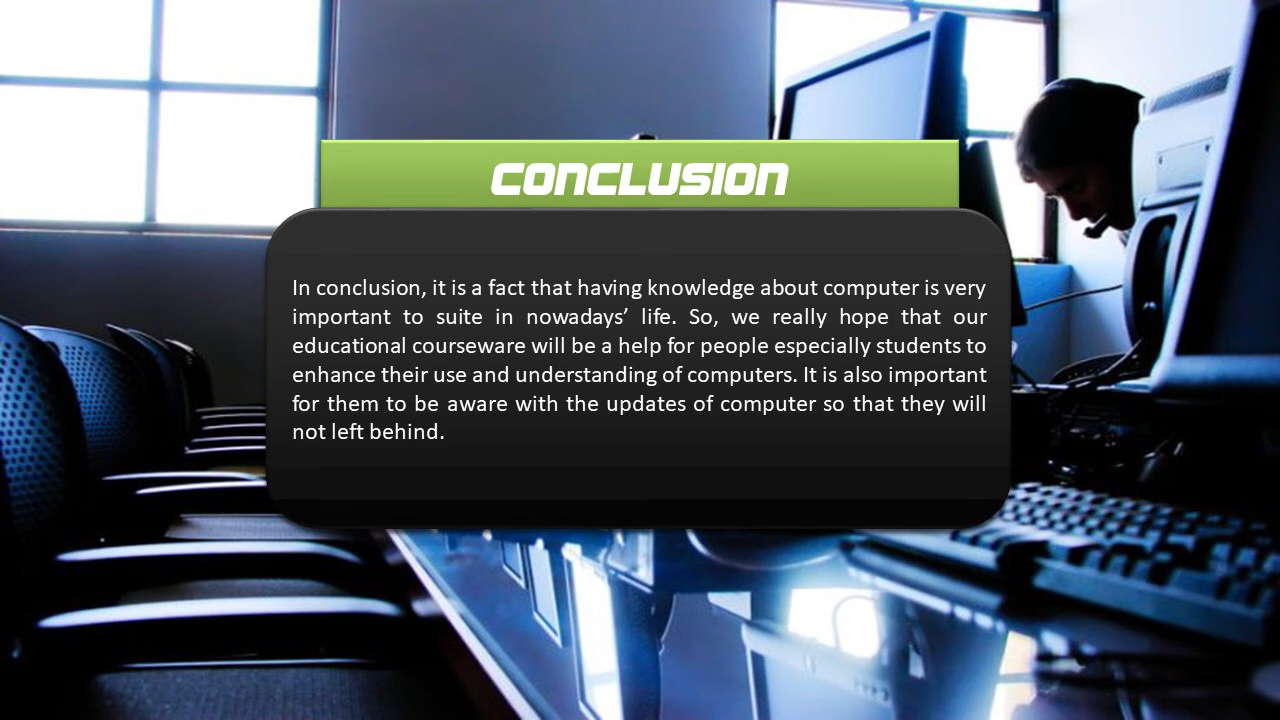 CONCLUSION
In conclusion, it is a fact that having knowledge about computer is very
important to suite in nowadays’ life. So, we really hope that our
educational courseware will be a help for people especially students to
enhance their use and understanding of computers. It is also important
for them to be aware with the updates of computer so that they will
not left behind.